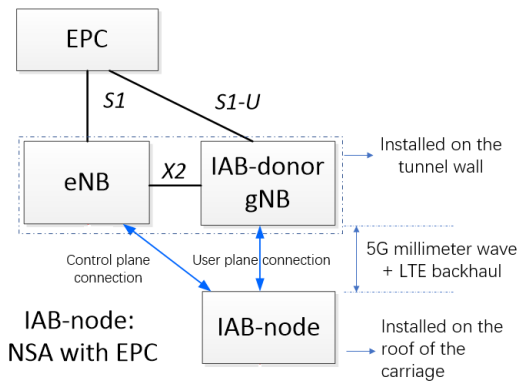 EPC
S1
S1-U
eNB
X2
IAB-donor
gNB
Installed on the
tunnel wall
Control plane
connection
User plane connection
5G millimeter wave
+ LTE backhaul
IAB-node:
NSA with EPC
IAB-node
Installed on the
roof of the
carriage